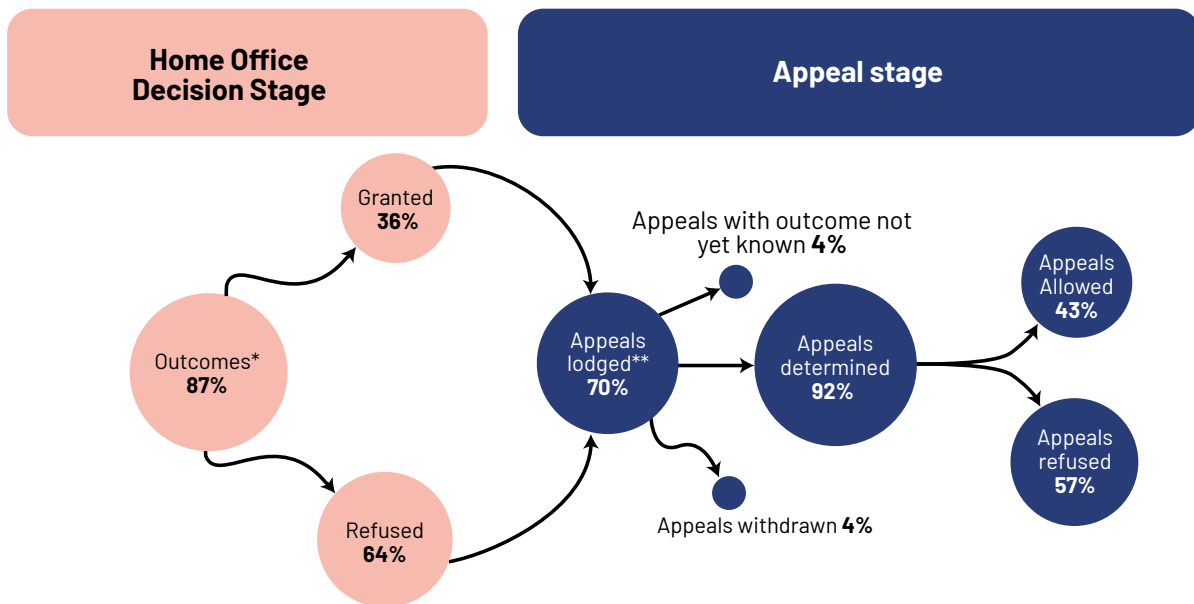 Home Office
Decision Stage
Appeal stage
Granted
36%
Outcomes*
87%
Refused
64%
Appeals
lodged**
70%
Appeals with outcome not
yet known 4%
Appeals
determined
92%
Appeals withdrawn 4%
Appeals
Allowed
43%
Appeals
refused
57%